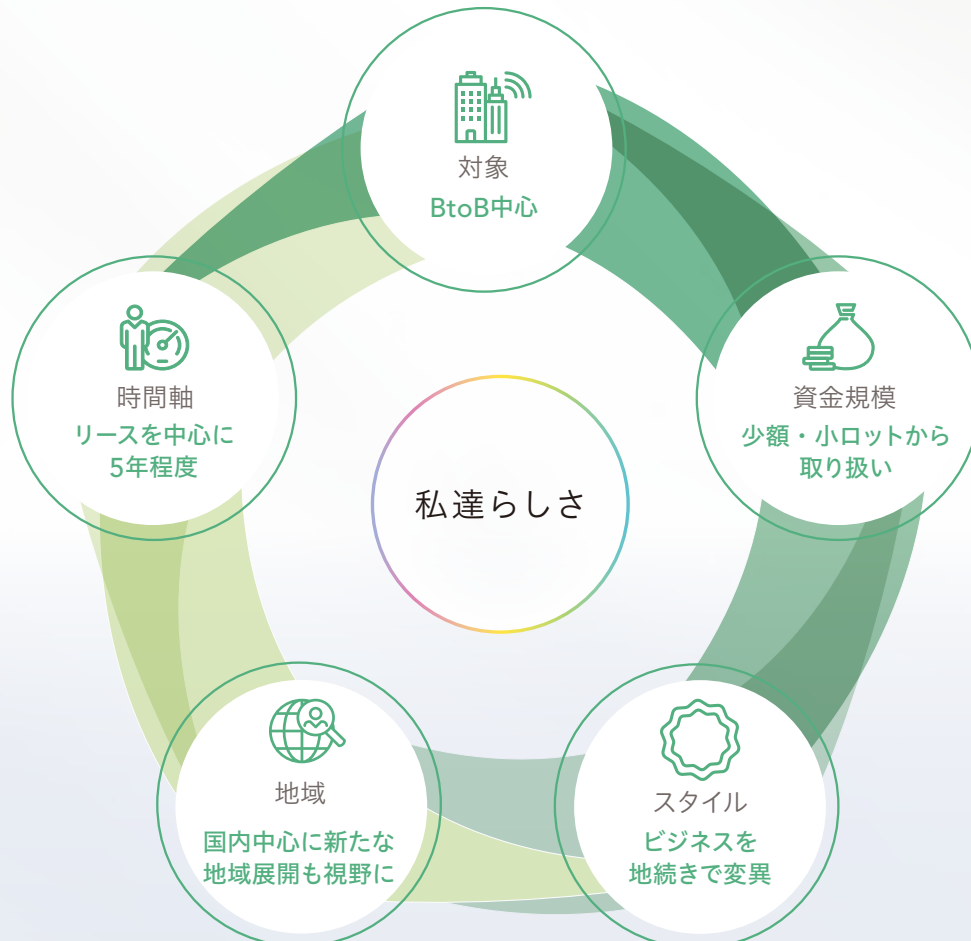 対象
BtoB中心
時間軸
リースを中心に
5年程度
資金規模
少額・小ロットから
取り扱い
私達らしさ
地域
国内中心に新たな
地域展開も視野に
スタイル
ビジネスを
地続きで変異